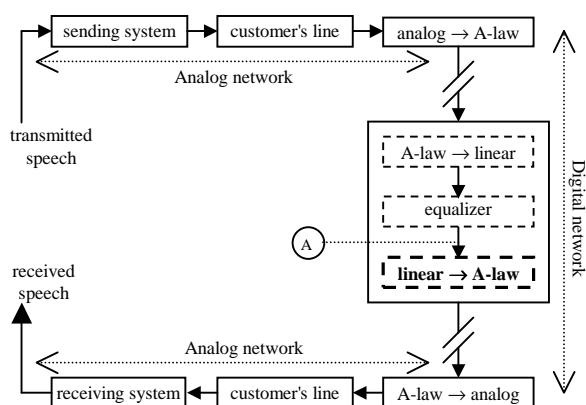 sending system
customer's line
analog → A-law
Analog network
transmitted
speech
A-law → linear
equalizer
A
linear → A-law
Digital network
received
speech
Analog network
receiving system
customer's line
A-law → analog